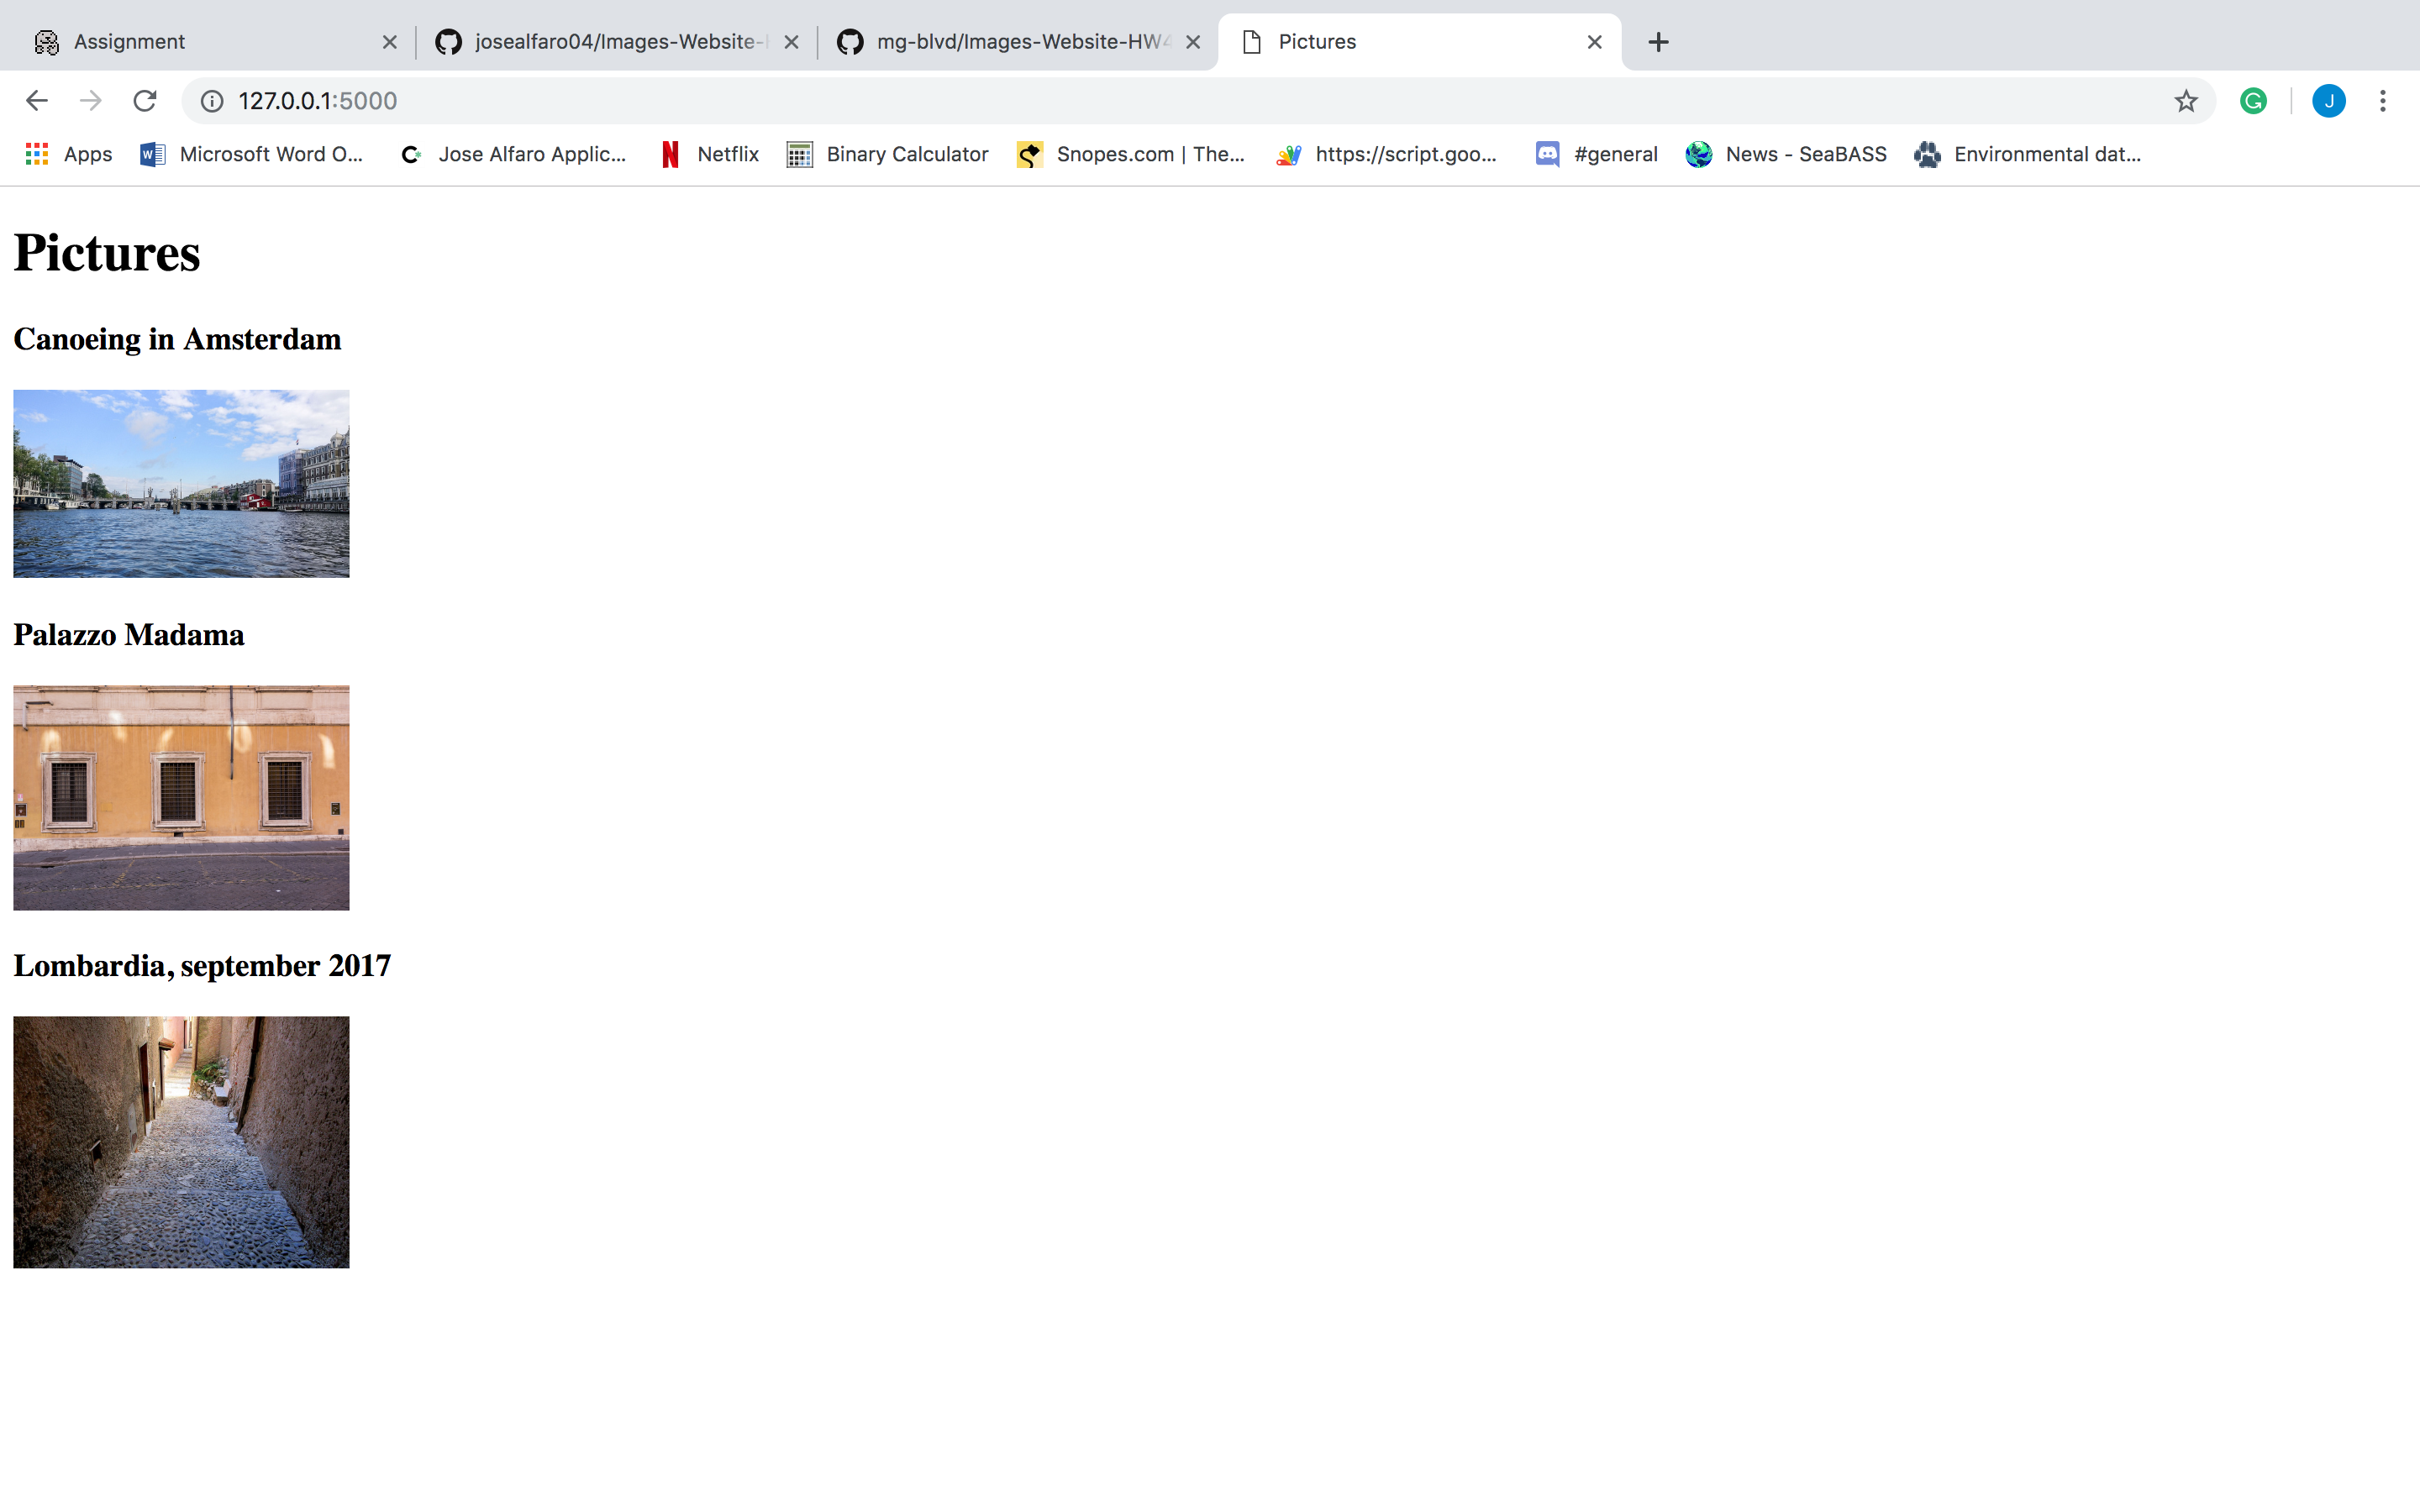 Assignment
josealfaro04/Images-Website-
mg-blvd/Images-Website-HW4
Pictures
127.0.0.1:5000
J
Apps
Microsoft Word O...
Jose Alfaro Applic...
Netflix
Binary Calculator
Snopes.com | The...
https://script.goo...
#general
News - SeaBASS
Environmental dat...
Pictures
Canoeing in Amsterdam
Palazzo Madama
Lombardia, september 2017